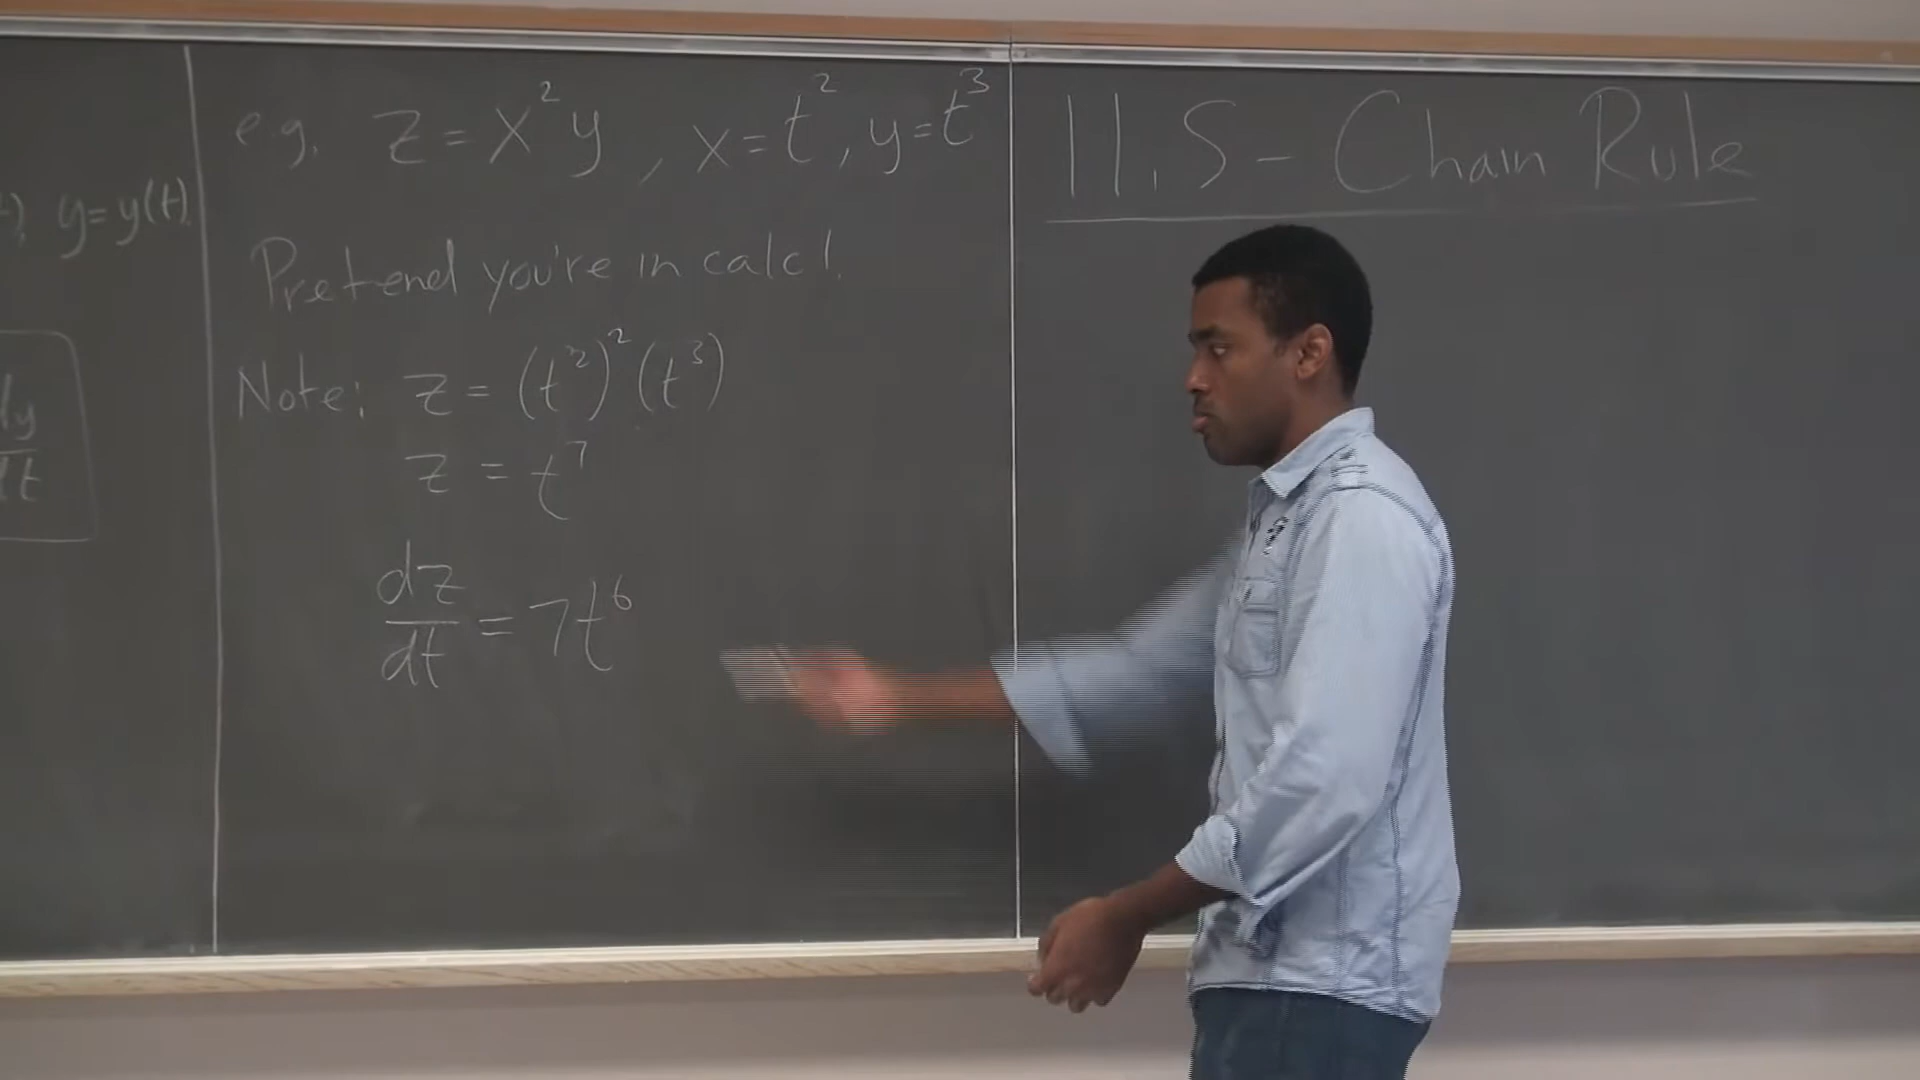 ), y=y(t)
dy
dt
e.g. z = x²y , x = t², y = t³
Pretend you're in calc 1.
Note: z = (t²)² (t³)
z = t⁷
dz/dt = 7t⁶
11.5 - Chain Rule